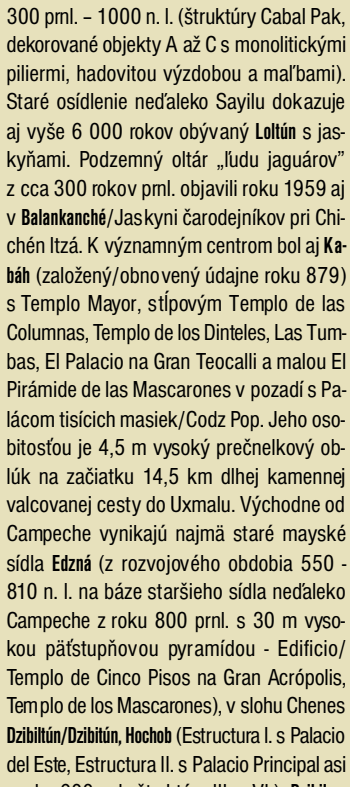 300 prnl. – 1000 n. l. (štruktúry Cabal Pak,
dekorované objekty A až C s monolitickými
piliermi, hadovitou výzdobou a maľbami).
Staré osídlenie neďaleko Sayilu dokazuje
aj vyše 6 000 rokov obývaný Loltún s jas-
kyňami. Podzemný oltár „ľudu jaguárov”
z cca 300 rokov prnl. objavili roku 1959 aj
v Balankanché/Jaskyni čarodejníkov pri Chi-
chén Itzá. K významným centrom bol aj Ka-
báh (založený/obnovený údajne roku 879)
s Templo Mayor, stĺpovým Templo de las
Columnas, Templo de los Dinteles, Las Tum-
bas, El Palacio na Gran Teocalli a malou El
Pirámide de las Mascarones v pozadí s Pa-
lácom tisícich masiek/Codz Pop. Jeho oso-
bitosťou je 4,5 m vysoký prečnelkový ob-
lúk na začiatku 14,5 km dlhej kamennej
valcovanej cesty do Uxmalu. Východne od
Campeche vynikajú najmä staré mayské
sídla Edzná (z rozvojového obdobia 550 -
810 n. l. na báze staršieho sídla neďaleko
Campeche z roku 800 prnl. s 30 m vyso-
kou päťstupňovou pyramídou - Edificio/
Templo de Cinco Pisos na Gran Acrópolis,
Templo de los Mascarones), v slohu Chenes
Dzibiltún/Dzibitún, Hochob (Estructura I. s Palacio
del Este, Estructura II. s Palacio Principal asi